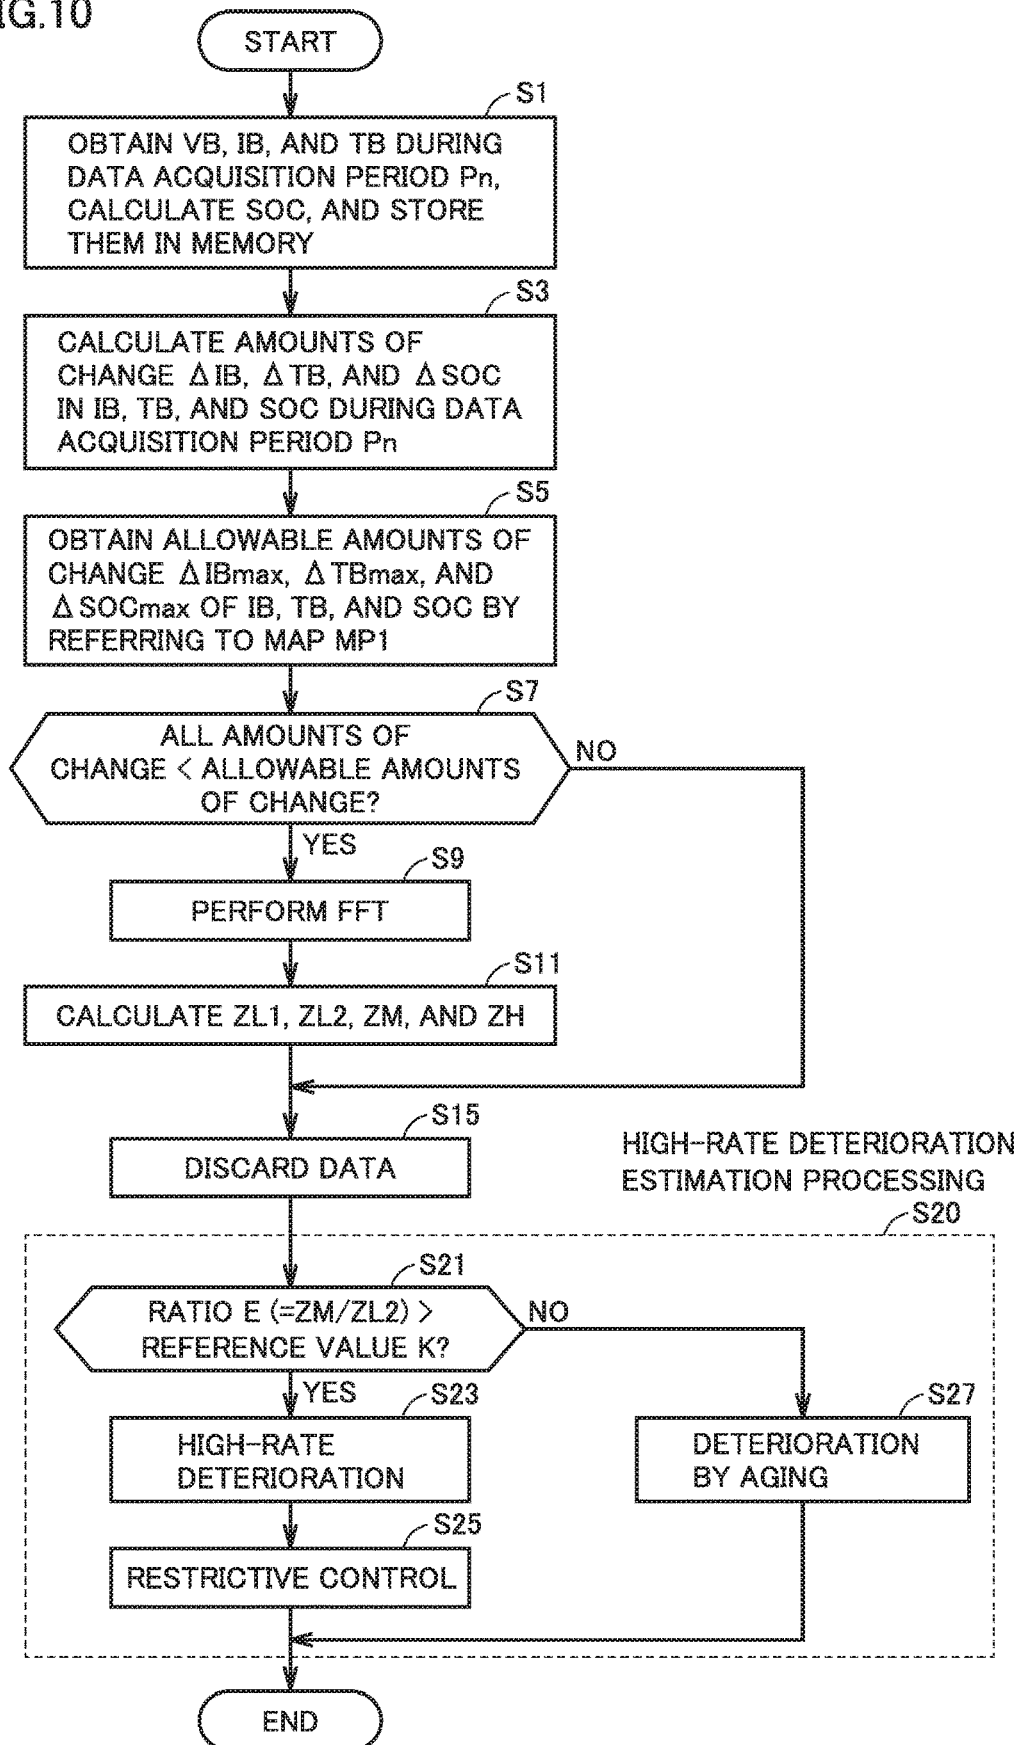 FIG.10
START
S1
OBTAIN VB, IB, AND TB DURING
DATA ACQUISITION PERIOD Pn,
CALCULATE SOC, AND STORE
THEM IN MEMORY
S3
CALCULATE AMOUNTS OF
CHANGE ΔIB, ΔTB, AND ΔSOC
IN IB, TB, AND SOC DURING DATA
ACQUISITION PERIOD Pn
S5
OBTAIN ALLOWABLE AMOUNTS OF
CHANGE ΔIBmax, ΔTBmax, AND
ΔSOCmax OF IB, TB, AND SOC BY
REFERRING TO MAP MP1
S7
ALL AMOUNTS OF
CHANGE < ALLOWABLE AMOUNTS
OF CHANGE?
NO
YES
S9
PERFORM FFT
S11
CALCULATE ZL1, ZL2, ZM, AND ZH
S15
DISCARD DATA
HIGH-RATE DETERIORATION
ESTIMATION PROCESSING
S20
S21
RATIO E (=ZM/ZL2) >
REFERENCE VALUE K?
NO
YES
S23
HIGH-RATE
DETERIORATION
S27
DETERIORATION
BY AGING
S25
RESTRICTIVE CONTROL
END